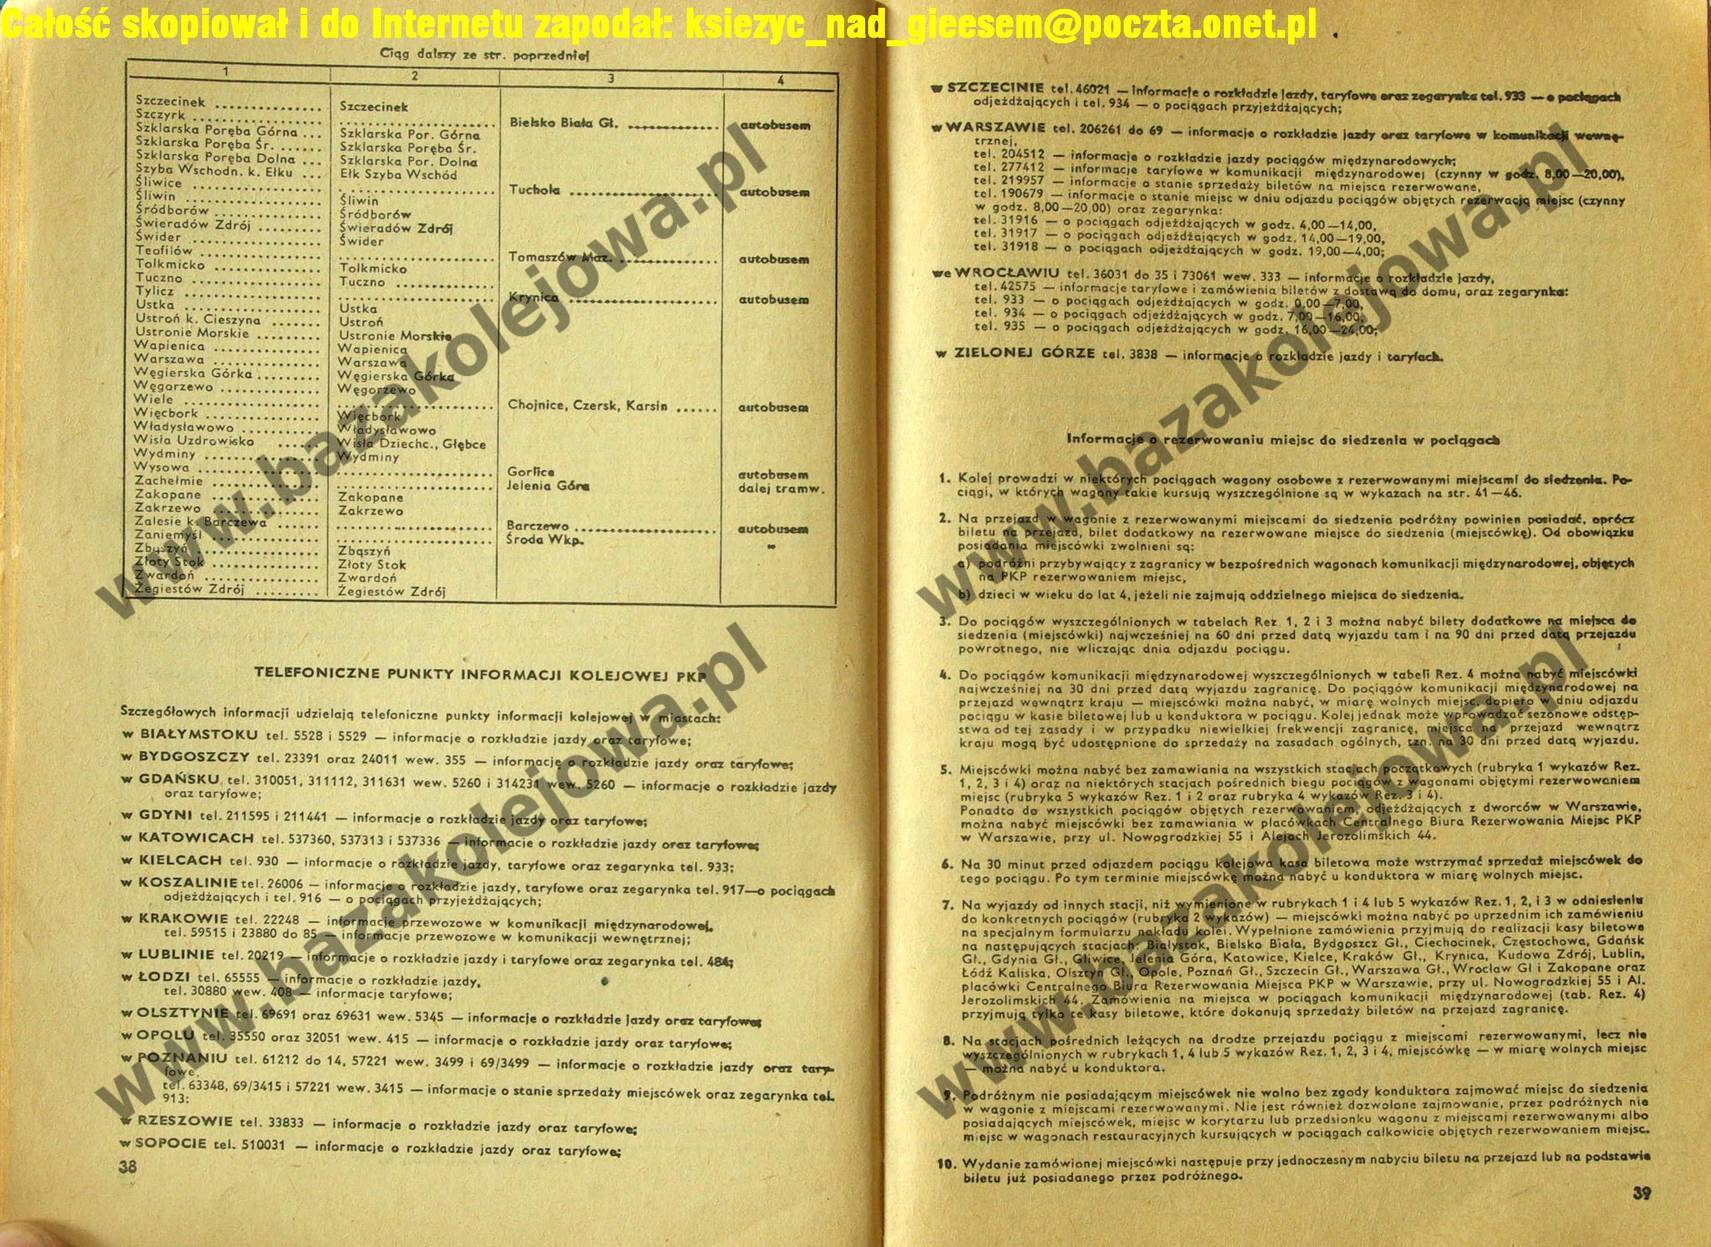 Całość skopiował i do Internetu zapodał: ksiezyc_nad_gieesem@poczta.onet.pl
Ciąg dalszy ze str. poprzedniej
1 2 3 4
Szczecinek ............... Szczecinek
Szczyrk .................. .................. Bielsko Biała Gł. ............. autobusem
Szklarska Poręba Górna ... Szklarska Por. Górna
Szklarska Poręba Śr. ...... Szklarska Poręba Śr.
Szklarska Poręba Dolna ... Szklarska Por. Dolna
Szyba Wschodn. k. Ełku ... Ełk Szyba Wschód
Śliwice .................. .................. Tuchola .................. autobusem
Śliwin .................. Śliwin
Śródborów ............... Śródborów
Świeradów Zdrój ......... Świeradów Zdrój
Świder .................. Świder
Teofilów .................. .................. Tomaszów Maz. ............. autobusem
Tolkmicko ............... Tolkmicko
Tuczno .................. Tuczno ...............
Tylicz .................. .................. Krynica .................. autobusem
Ustka .................. Ustka
Ustroń k. Cieszyna ....... Ustroń
Ustronie Morskie ......... Ustronie Morskie
Wapienica ............... Wapienica
Warszawa ............... Warszawa
Węgierska Górka ......... Węgierska Górka
Węgorzewo ............... Węgorzewo
Wiele .................. .................. Chojnice, Czersk, Karsin ...... autobusem
Więcbork ............... Więcbork
Władysławowo ............ Władysławowo
Wisła Uzdrowisko ...... Wisła Dziechc., Głębce
Wydminy ............... Wydminy
Wysowa .................. .................. Gorlice autobusem
Zachełmie ............... .................. Jelenia Góra dalej tramw.
Zakopane ............... Zakopane
Zakrzewo ............... Zakrzewo
Zalesie k. Barczewa ...... .................. Barczewo .................. autobusem
Zaniemyśl ............... .................. Środa Wkp. „
Zbąszyń ............... Zbąszyń
Złoty Stok ............... Złoty Stok
Zwardoń ............... Zwardoń
Żegiestów Zdrój ......... Żegiestów Zdrój
TELEFONICZNE PUNKTY INFORMACJI KOLEJOWEJ PKP
Szczegółowych informacji udzielają telefoniczne punkty informacji kolejowej w miastach:
w BIAŁYMSTOKU tel. 5528 i 5529 — informacje o rozkładzie jazdy oraz taryfowe;
w BYDGOSZCZY tel. 23391 oraz 24011 wew. 355 — informacje o rozkładzie jazdy oraz taryfowe;
w GDAŃSKU tel. 310051, 311112, 311631 wew. 5260 i 314231 wew. 5260 — informacje o rozkładzie jazdy
oraz taryfowe;
w GDYNI tel. 211595 i 211441 — informacje o rozkładzie jazdy oraz taryfowe;
w KATOWICACH tel. 537360, 537313 i 537336 — informacje o rozkładzie jazdy oraz taryfowe;
w KIELCACH tel. 930 — informacje o rozkładzie jazdy, taryfowe oraz zegarynka tel. 933;
w KOSZALINIE tel. 26006 — informacje o rozkładzie jazdy, taryfowe oraz zegarynka tel. 917—o pociągach
odjeżdżających i tel. 916 — o pociągach przyjeżdżających;
w KRAKOWIE tel. 22248 — informacje przewozowe w komunikacji międzynarodowej,
tel. 59515 i 23880 do 85 — informacje przewozowe w komunikacji wewnętrznej;
w LUBLINIE tel. 20219 — informacje o rozkładzie jazdy i taryfowe oraz zegarynka tel. 484;
w ŁODZI tel. 65555 — informacje o rozkładzie jazdy,
tel. 30880 wew. 408 — informacje taryfowe;
w OLSZTYNIE tel. 69691 oraz 69631 wew. 5345 — informacje o rozkładzie jazdy oraz taryfowe;
w OPOLU tel. 35550 oraz 32051 wew. 415 — informacje o rozkładzie jazdy oraz taryfowe;
w POZNANIU tel. 61212 do 14, 57221 wew. 3499 i 69/3499 — informacje o rozkładzie jazdy oraz tary-
fowe,
tel. 63348, 69/3415 i 57221 wew. 3415 — informacje o stanie sprzedaży miejscówek oraz zegarynka tel.
913;
w RZESZOWIE tel. 33833 — informacje o rozkładzie jazdy oraz taryfowe;
w SOPOCIE tel. 510031 — informacje o rozkładzie jazdy oraz taryfowe;
38
w SZCZECINIE tel. 46021 — informacje o rozkładzie jazdy, taryfowe oraz zegarynka tel. 933 — o pociągach
odjeżdżających i tel. 934 — o pociągach przyjeżdżających;
w WARSZAWIE tel. 206261 do 69 — informacje o rozkładzie jazdy oraz taryfowe w komunikacji wewnę-
trznej,
tel. 204512 — informacje o rozkładzie jazdy pociągów międzynarodowych;
tel. 277412 — informacje taryfowe w komunikacji międzynarodowej (czynny w godz. 8,00—20,00),
tel. 219957 — informacje o stanie sprzedaży biletów na miejsca rezerwowane,
tel. 190679 — informacje o stanie miejsc w dniu odjazdu pociągów objętych rezerwacją miejsc (czynny
w godz. 8,00—20,00) oraz zegarynka:
tel. 31916 — o pociągach odjeżdżających w godz. 4,00—14,00,
tel. 31917 — o pociągach odjeżdżających w godz. 14,00—19,00,
tel. 31918 — o pociągach odjeżdżających w godz. 19,00—4,00;
we WROCŁAWIU tel. 36031 do 35 i 73061 wew. 333 — informacje o rozkładzie jazdy,
tel. 42575 — informacje taryfowe i zamówienia biletów z dostawą do domu, oraz zegarynka:
tel. 933 — o pociągach odjeżdżających w godz. 0,00—7,00,
tel. 934 — o pociągach odjeżdżających w godz. 7,00—16,00,
tel. 935 — o pociągach odjeżdżających w godz. 16,00—24,00;
w ZIELONEJ GÓRZE tel. 3838 — informacje o rozkładzie jazdy i taryfach.
Informacje o rezerwowaniu miejsc do siedzenia w pociągach
1. Kolej prowadzi w niektórych pociągach wagony osobowe z rezerwowanymi miejscami do siedzenia. Po-
ciągi, w których wagony takie kursują wyszczególnione są w wykazach na str. 41—46.
2. Na przejazd w wagonie z rezerwowanymi miejscami do siedzenia podróżny powinien posiadać, oprócz
biletu na przejazd, bilet dodatkowy na rezerwowane miejsce do siedzenia (miejscówkę). Od obowiązku
posiadania miejscówki zwolnieni są:
a) podróżni przybywający z zagranicy w bezpośrednich wagonach komunikacji międzynarodowej, objętych
na PKP rezerwowaniem miejsc,
b) dzieci w wieku do lat 4, jeżeli nie zajmują oddzielnego miejsca do siedzenia.
3. Do pociągów wyszczególnionych w tabelach Rez 1, 2 i 3 można nabyć bilety dodatkowe na miejsca do
siedzenia (miejscówki) najwcześniej na 60 dni przed datą wyjazdu tam i na 90 dni przed datą przejazdu
powrotnego, nie wliczając dnia odjazdu pociągu.
4. Do pociągów komunikacji międzynarodowej wyszczególnionych w tabeli Rez. 4 można nabyć miejscówki
najwcześniej na 30 dni przed datą wyjazdu zagranicę. Do pociągów komunikacji międzynarodowej na
przejazd wewnątrz kraju — miejscówki można nabyć, w miarę wolnych miejsc, dopiero w dniu odjazdu
pociągu w kasie biletowej lub u konduktora w pociągu. Kolej jednak może wprowadzać sezonowe odstęp-
stwa od tej zasady i w przypadku niewielkiej frekwencji zagranicę, miejsca na przejazd wewnątrz
kraju mogą być udostępnione do sprzedaży na zasadach ogólnych, tzn. na 30 dni przed datą wyjazdu.
5. Miejscówki można nabyć bez zamawiania na wszystkich stacjach początkowych (rubryka 1 wykazów Rez.
1, 2, 3 i 4) oraz na niektórych stacjach pośrednich biegu pociągów z wagonami objętymi rezerwowaniem
miejsc (rubryka 5 wykazów Rez. 1 i 2 oraz rubryka 4 wykazów Rez. 3 i 4).
Ponadto do wszystkich pociągów objętych rezerwowaniem, odjeżdżających z dworców w Warszawie,
można nabyć miejscówki bez zamawiania w placówkach Centralnego Biura Rezerwowania Miejsc PKP
w Warszawie, przy ul. Nowogrodzkiej 55 i Alejach Jerozolimskich 44.
6. Na 30 minut przed odjazdem pociągu kolejowa kasa biletowa może wstrzymać sprzedaż miejscówek do
tego pociągu. Po tym terminie miejscówkę można nabyć u konduktora w miarę wolnych miejsc.
7. Na wyjazdy od innych stacji, niż wymienione w rubrykach 1 i 4 lub 5 wykazów Rez. 1, 2, i 3 w odniesieniu
do konkretnych pociągów (rubryka 2 wykazów) — miejscówki można nabyć po uprzednim ich zamówieniu
na specjalnym formularzu nakładu kolei. Wypełnione zamówienia przyjmują do realizacji kasy biletowe
na następujących stacjach: Białystok, Bielsko Biała, Bydgoszcz Gł., Ciechocinek, Częstochowa, Gdańsk
Gł., Gdynia Gł., Gliwice, Jelenia Góra, Katowice, Kielce, Kraków Gł., Krynica, Kudowa Zdrój, Lublin,
Łódź Kaliska, Olsztyn Gł., Opole, Poznań Gł., Szczecin Gł., Warszawa Gł., Wrocław Gł i Zakopane oraz
placówki Centralnego Biura Rezerwowania Miejsca PKP w Warszawie, przy ul. Nowogrodzkiej 55 i Al.
Jerozolimskich 44. Zamówienia na miejsca w pociągach komunikacji międzynarodowej (tab. Rez. 4)
przyjmują tylko te kasy biletowe, które dokonują sprzedaży biletów na przejazd zagranicę.
8. Na stacjach pośrednich leżących na drodze przejazdu pociągu z miejscami rezerwowanymi, lecz nie
wyszczególnionych w rubrykach 1, 4 lub 5 wykazów Rez. 1, 2, 3 i 4, miejscówkę — w miarę wolnych miejsc
— można nabyć u konduktora.
9. Podróżnym nie posiadającym miejscówek nie wolno bez zgody konduktora zajmować miejsc do siedzenia
w wagonie z miejscami rezerwowanymi. Nie jest również dozwolone zajmowanie, przez podróżnych nie
posiadających miejscówek, miejsc w korytarzu lub przedsionku wagonu z miejscami rezerwowanymi albo
miejsc w wagonach restauracyjnych kursujących w pociągach całkowicie objętych rezerwowaniem miejsc.
10. Wydanie zamówionej miejscówki następuje przy jednoczesnym nabyciu biletu na przejazd lub na podstawie
biletu już posiadanego przez podróżnego.
39
www.bazakolejowa.pl
www.bazakolejowa.pl
www.bazakolejowa.pl
www.bazakolejowa.pl